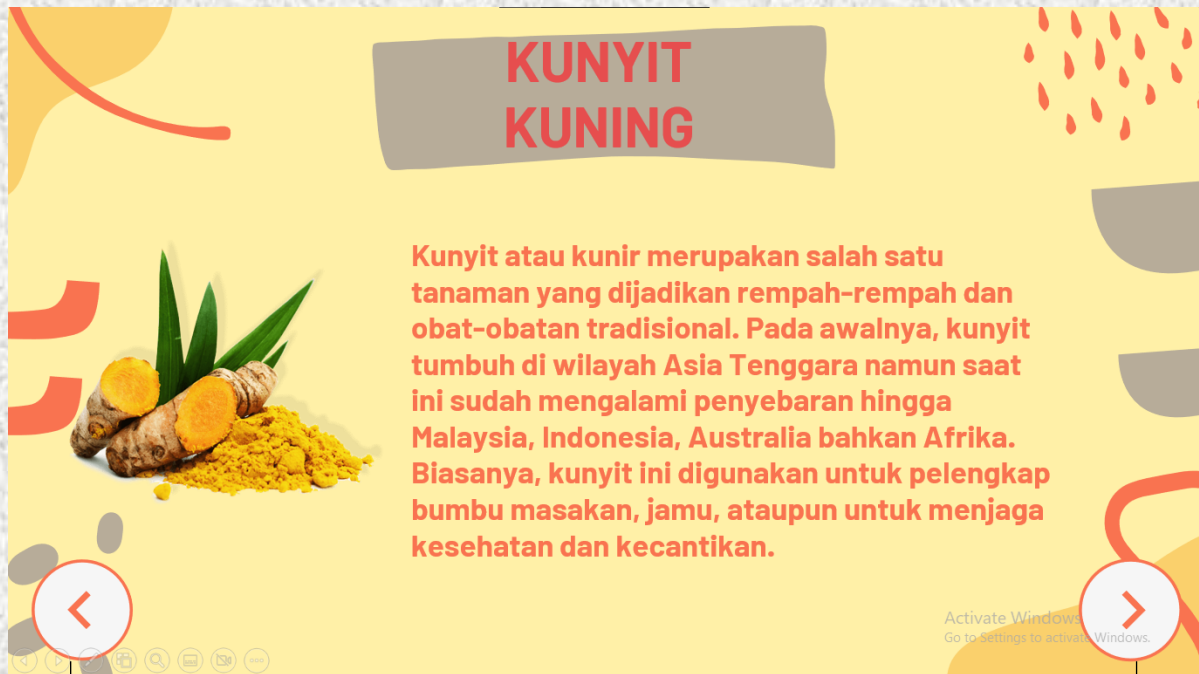 KUNYIT
KUNING
Kunyit atau kunir merupakan salah satu
tanaman yang dijadikan rempah-rempah dan
obat-obatan tradisional. Pada awalnya, kunyit
tumbuh di wilayah Asia Tenggara namun saat
ini sudah mengalami penyebaran hingga
Malaysia, Indonesia, Australia bahkan Afrika.
Biasanya, kunyit ini digunakan untuk pelengkap
bumbu masakan, jamu, ataupun untuk menjaga
kesehatan dan kecantikan.
Activate Windows
Go to Settings to activate Windows.